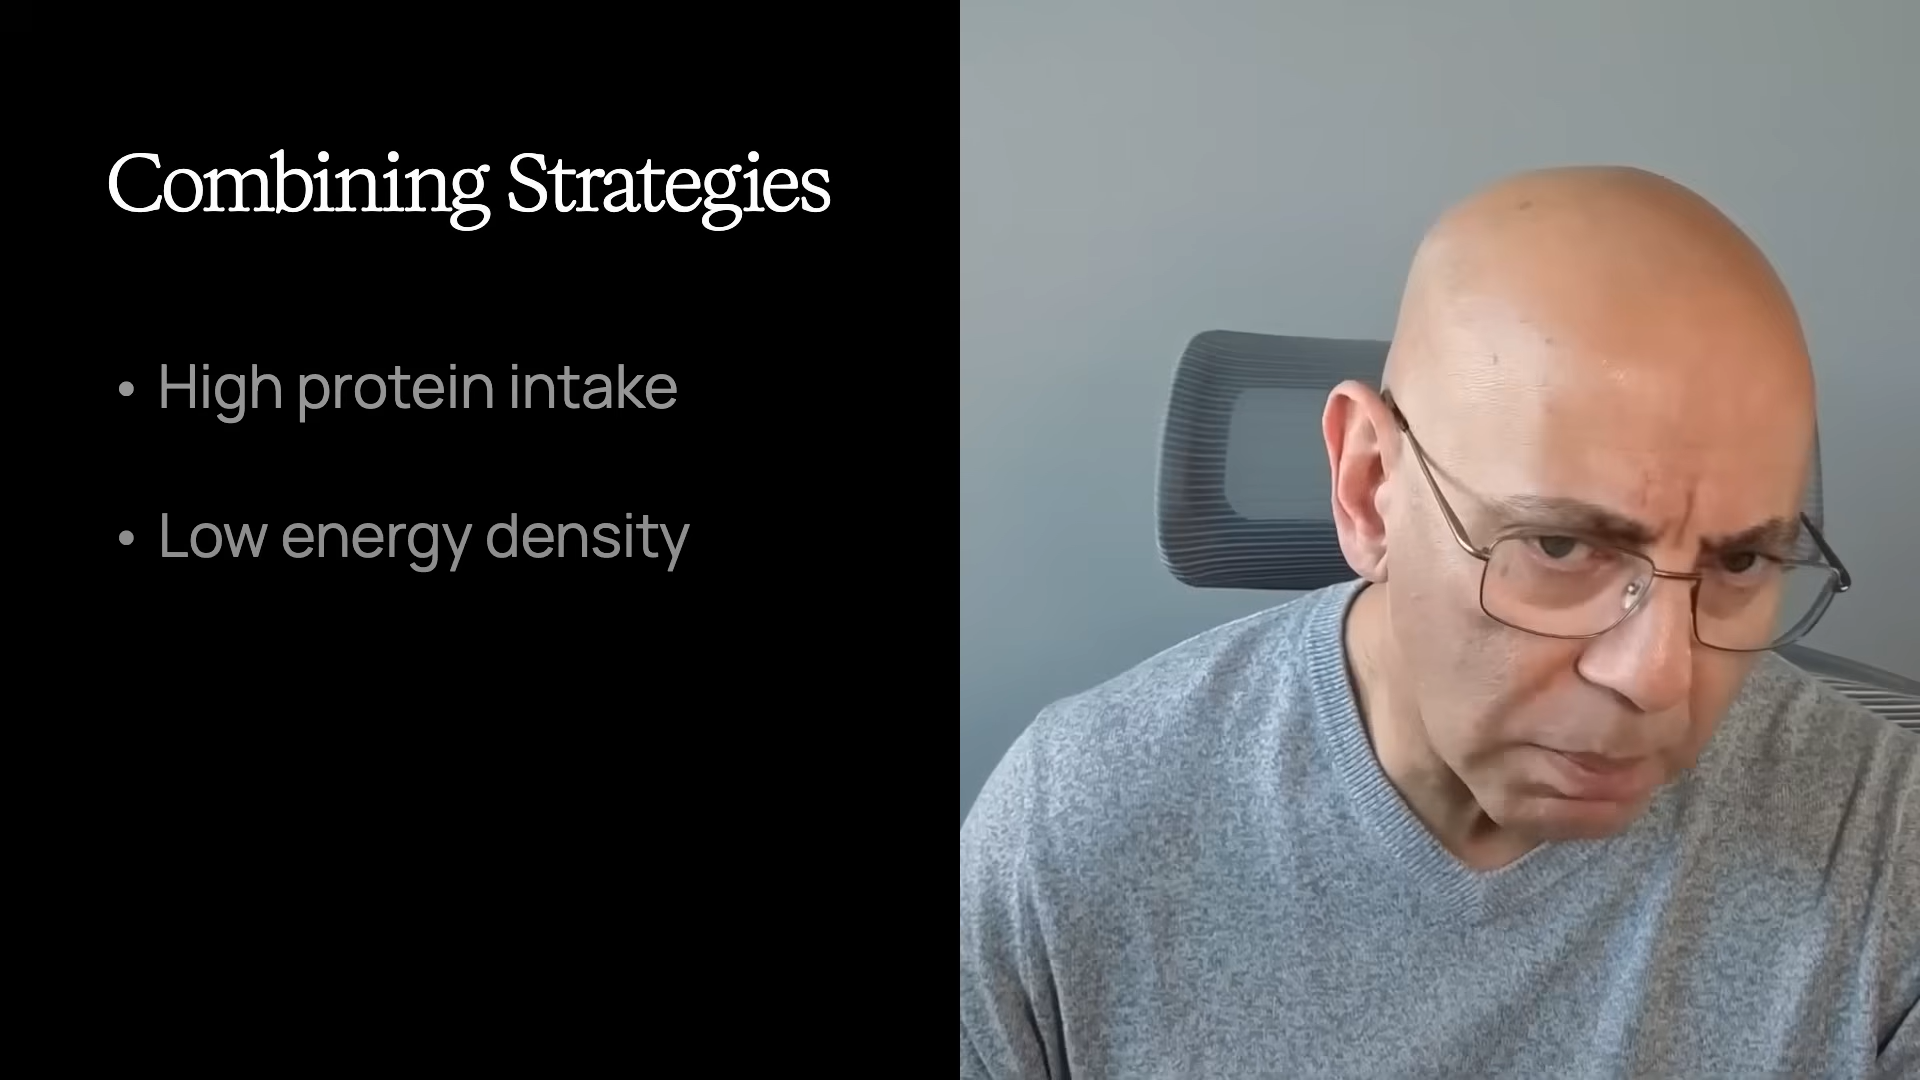 Combining Strategies
• High protein intake
• Low energy density